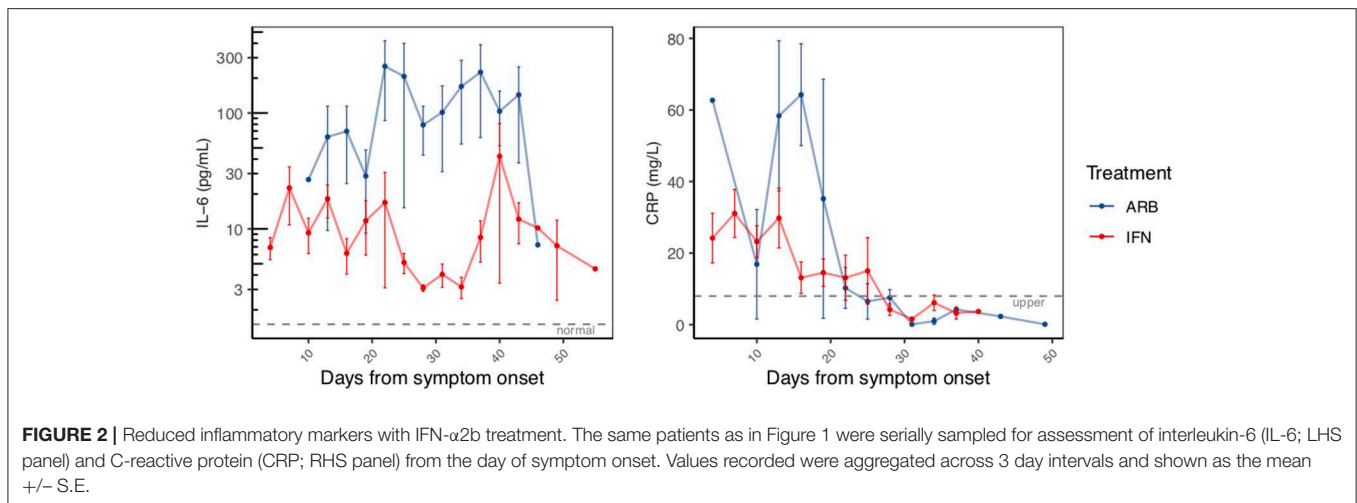 300
100
30
10
3
IL−6 (pg/mL)
normal
10
20
30
40
50
Days from symptom onset
80
60
40
20
0
CRP (mg/L)
upper
10
20
30
40
50
Days from symptom onset
Treatment
ARB
IFN
FIGURE 2 | Reduced inflammatory markers with IFN-α2b treatment. The same patients as in Figure 1 were serially sampled for assessment of interleukin-6 (IL-6; LHS
panel) and C-reactive protein (CRP; RHS panel) from the day of symptom onset. Values recorded were aggregated across 3 day intervals and shown as the mean
+/− S.E.